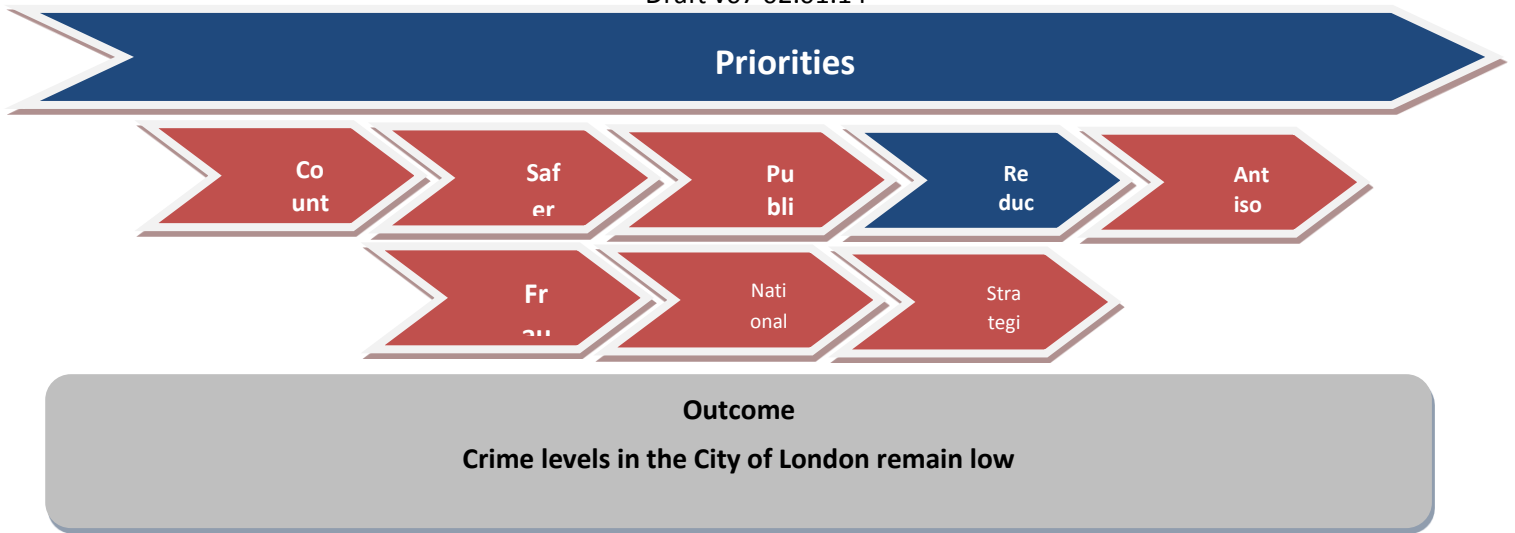 Priorities
Co
unt
Saf
er
Pu
bli
Re
duc
Ant
iso
Fr
au
Nati
onal
Stra
tegi
Outcome
Crime levels in the City of London remain low